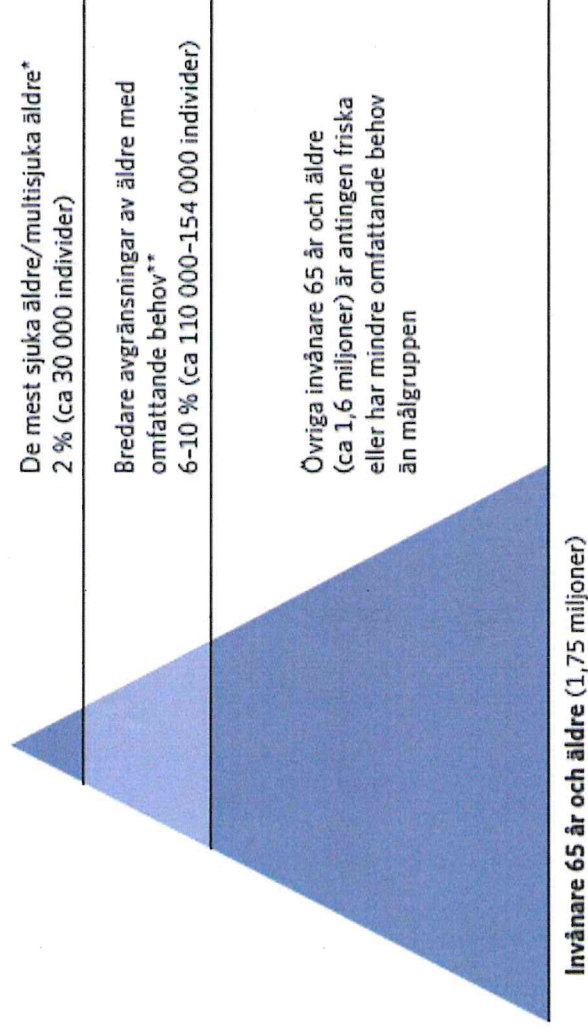 De mest sjuka äldre/multisjuka äldre*
2 % (ca 30 000 individer)
Bredare avgränsningar av äldre med
omfattande behov**
6–10 % (ca 110 000–154 000 individer)
Övriga invånare 65 år och äldre
(ca 1,6 miljoner) är antingen friska
eller har mindre omfattande behov
än målgruppen
Invånare 65 år och äldre (1,75 miljoner)